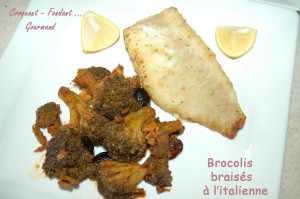 Croquant - Fondant ...
Gourmand
Brocolis
braisés
à l'italienne